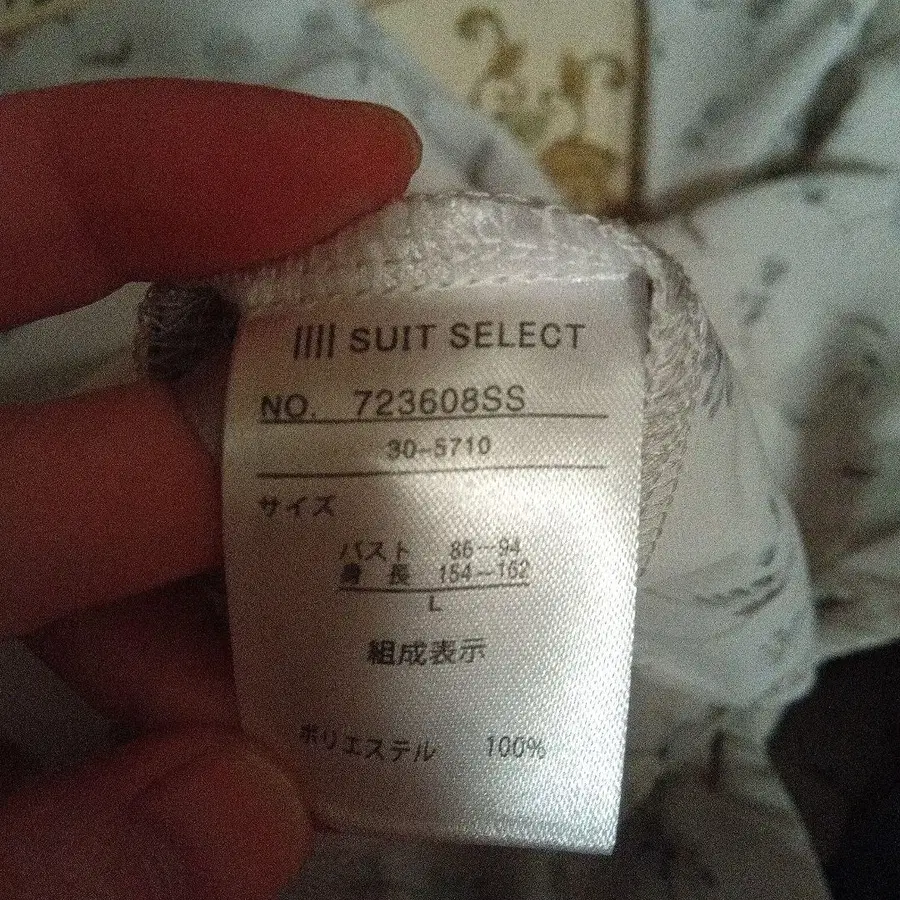 SUIT SELECT
NO. 723608SS
30-5710
サイズ
バスト 86-94
身長 154-162
L
組成表示
ポリエステル 100%